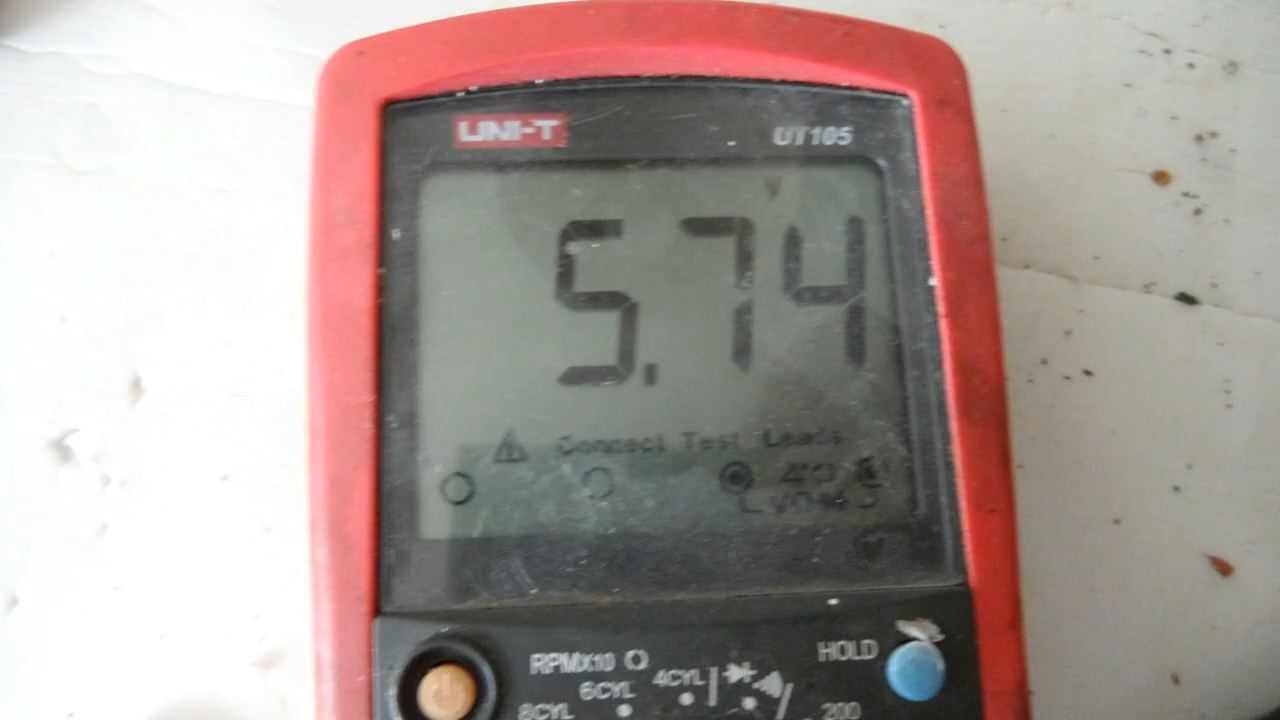 UNI-T UT105
V
5.74
Connect Test Leads
RPMX10 HOLD
6CYL 4CYL
8CYL 200